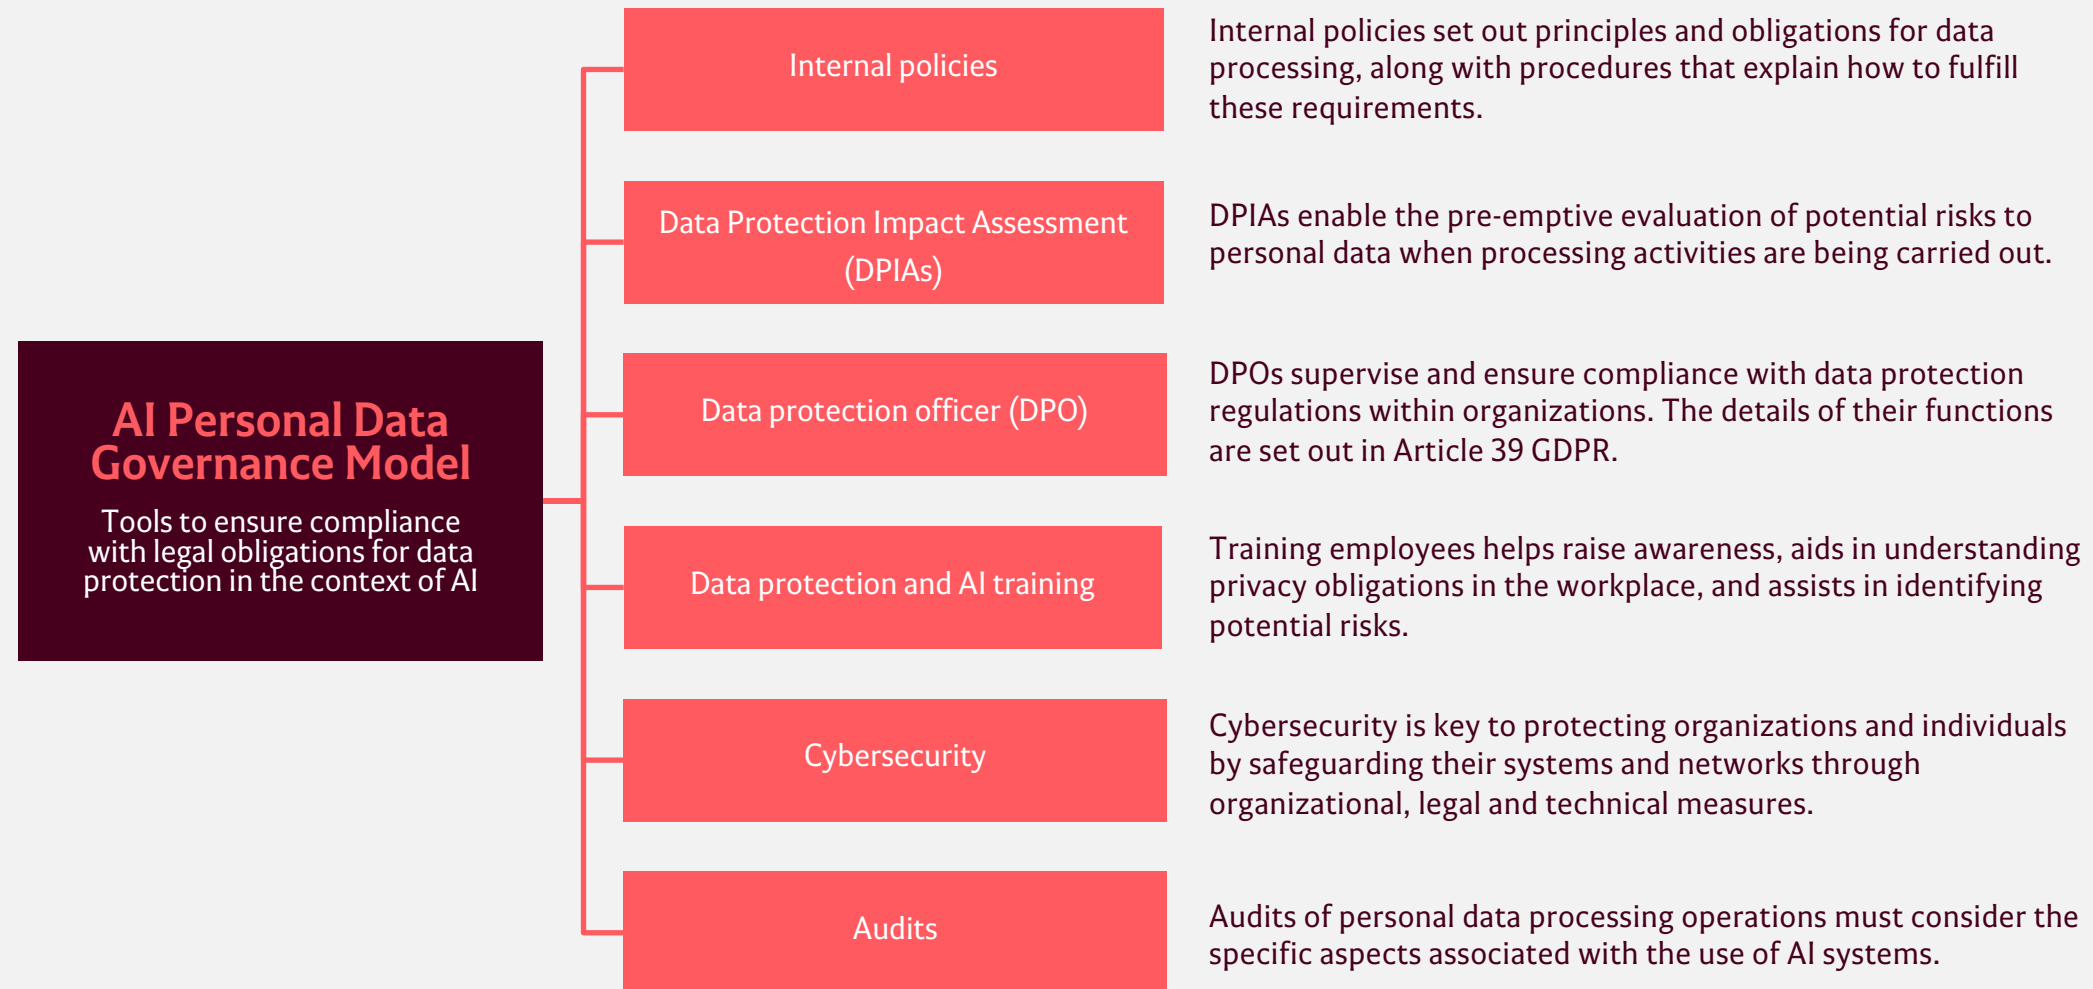 AI Personal Data
Governance Model
Tools to ensure compliance
with legal obligations for data
protection in the context of AI
Internal policies
Internal policies set out principles and obligations for data
processing, along with procedures that explain how to fulfill
these requirements.
Data Protection Impact Assessment
(DPIAs)
DPIAs enable the pre-emptive evaluation of potential risks to
personal data when processing activities are being carried out.
Data protection officer (DPO)
DPOs supervise and ensure compliance with data protection
regulations within organizations. The details of their functions
are set out in Article 39 GDPR.
Data protection and AI training
Training employees helps raise awareness, aids in understanding
privacy obligations in the workplace, and assists in identifying
potential risks.
Cybersecurity
Cybersecurity is key to protecting organizations and individuals
by safeguarding their systems and networks through
organizational, legal and technical measures.
Audits
Audits of personal data processing operations must consider the
specific aspects associated with the use of AI systems.